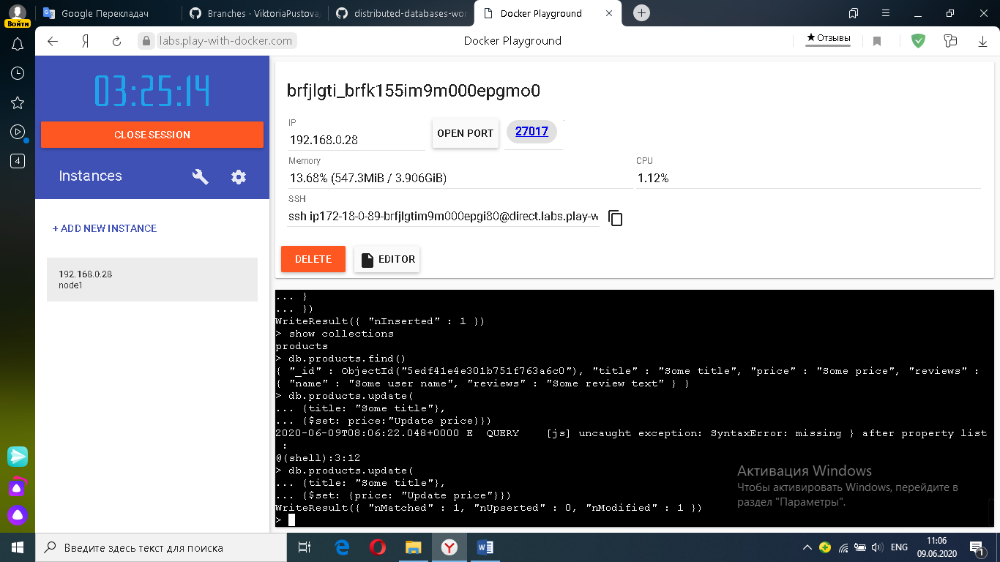 Google Перекладач
Branches · ViktoriaPustova
distributed-databases-wor
Docker Playground
Войти
labs.play-with-docker.com
Docker Playground
★ Отзывы
4
03:25:14
CLOSE SESSION
Instances
+ ADD NEW INSTANCE
192.168.0.28
node1
brfjlgti_brfk155im9m000epgmo0
IP
192.168.0.28
OPEN PORT
27017
Memory
13.68% (547.3MiB / 3.906GiB)
CPU
1.12%
SSH
ssh ip172-18-0-89-brfjlgtim9m000epgi80@direct.labs.play-w
DELETE
EDITOR
... }
... })
WriteResult({ "nInserted" : 1 })
> show collections
products
> db.products.find()
{ "_id" : ObjectId("5edf41e4e301b751f763a6c0"), "title" : "Some title", "price" : "Some price", "reviews" :
{ "name" : "Some user name", "reviews" : "Some review text" } }
> db.products.update(
... {title: "Some title"},
... {$set: price:"Update price}})
2020-06-09T08:06:22.048+0000 E  QUERY    [js] uncaught exception: SyntaxError: missing } after property list
:
@(shell):3:12
> db.products.update(
... {title: "Some title"},
... {$set: {price: "Update price"}})
WriteResult({ "nMatched" : 1, "nUpserted" : 0, "nModified" : 1 })
>
Активация Windows
Чтобы активировать Windows, перейдите в
раздел "Параметры".
Введите здесь текст для поиска
ENG
11:06
09.06.2020
1